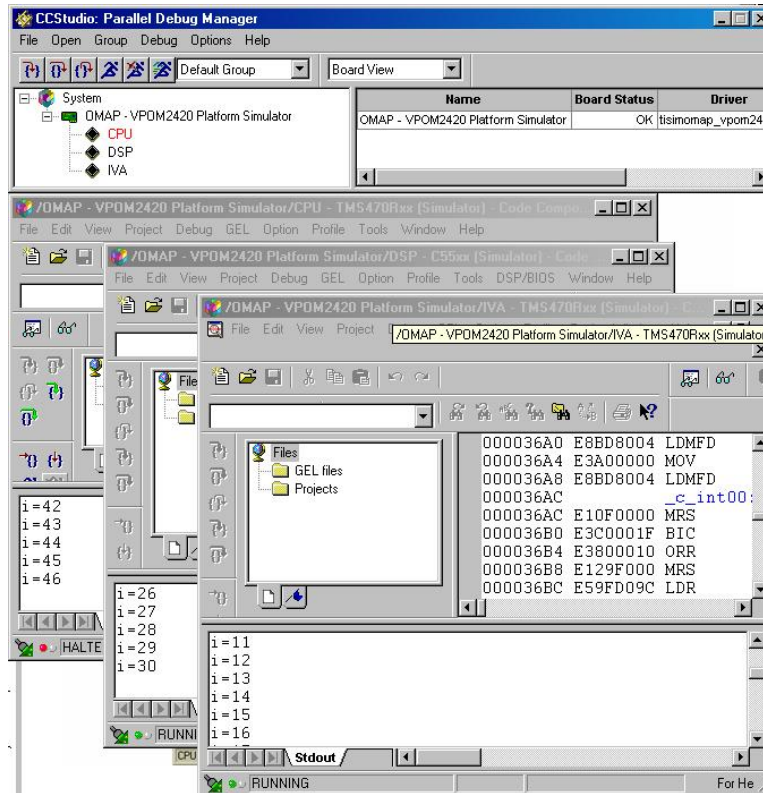 CCStudio: Parallel Debug Manager
File Open Group Debug Options Help
Default Group Board View
System
OMAP - VPOM2420 Platform Simulator
CPU
DSP
IVA
Name Board Status Driver
OMAP - VPOM2420 Platform Simulator OK tisimomap_vpom24
/OMAP - VPOM2420 Platform Simulator/CPU - TMS470Rxx (Simulator) - Code Compo
File Edit View Project Debug GEL Option Profile Tools Window Help
/OMAP - VPOM2420 Platform Simulator/DSP - C55xx (Simulator) - Code
File Edit View Project Debug GEL Option Profile Tools DSP/BIOS Window Help
/OMAP - VPOM2420 Platform Simulator/IVA - TMS470Rxx (Simulator) - C
File Edit View Project
/OMAP - VPOM2420 Platform Simulator/IVA - TMS470Rxx (Simulator
File
Files
GEL files
Projects
000036A0 E8BD8004 LDMFD
000036A4 E3A00000 MOV
000036A8 E8BD8004 LDMFD
000036AC _c_int00:
000036AC E10F0000 MRS
000036B0 E3C0001F BIC
000036B4 E3800010 ORR
000036B8 E129F000 MRS
000036BC E59FD09C LDR
i=42
i=43
i=44
i=45
i=46
HALTE
i=26
i=27
i=28
i=29
i=30
RUNNI
CPU
i=11
i=12
i=13
i=14
i=15
i=16
Stdout
RUNNING For He